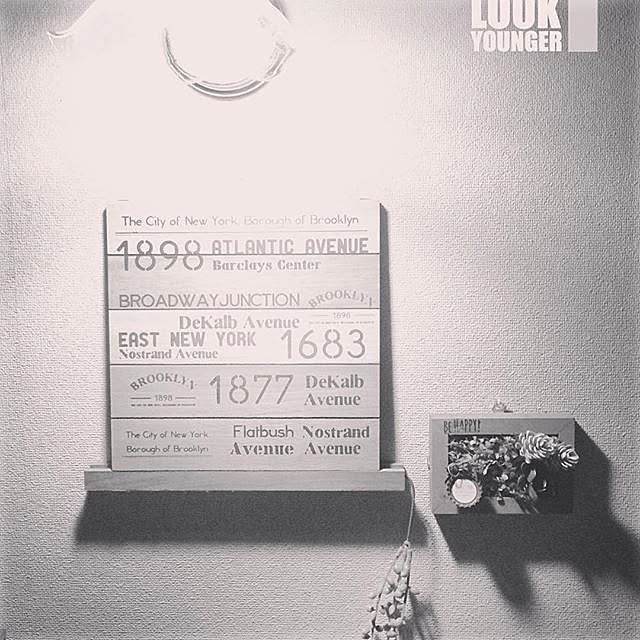 LOOK
YOUNGER
The City of New York, Borough of Brooklyn
1898 ATLANTIC AVENUE
Barclays Center
BROADWAYJUNCTION
BROOKLYN
1898
DeKalb Avenue
EAST NEW YORK
Nostrand Avenue
1683
BROOKLYN
1898
1877
DeKalb
Avenue
The City of New York
Borough of Brooklyn
Flatbush Nostrand
Avenue Avenue
BE HAPPY!